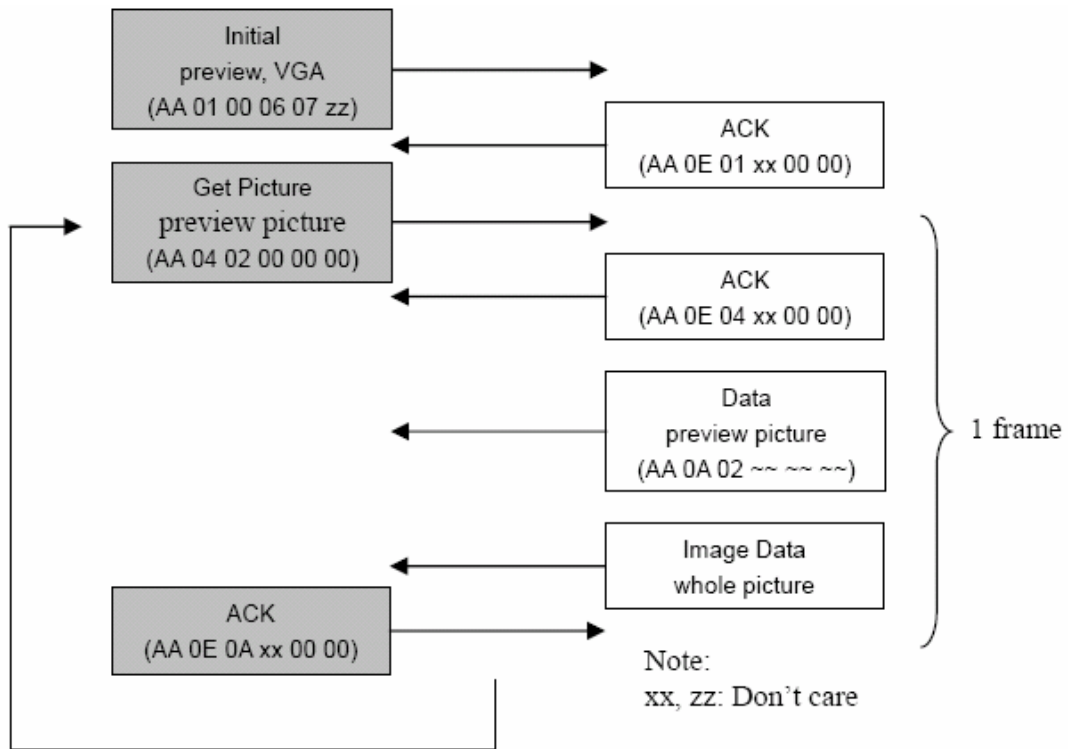 Initial
preview, VGA
(AA 01 00 06 07 zz)
ACK
(AA 0E 01 xx 00 00)
Get Picture
preview picture
(AA 04 02 00 00 00)
ACK
(AA 0E 04 xx 00 00)
Data
preview picture
(AA 0A 02 ~~ ~~ ~~)
1 frame
Image Data
whole picture
ACK
(AA 0E 0A xx 00 00)
Note:
xx, zz: Don’t care